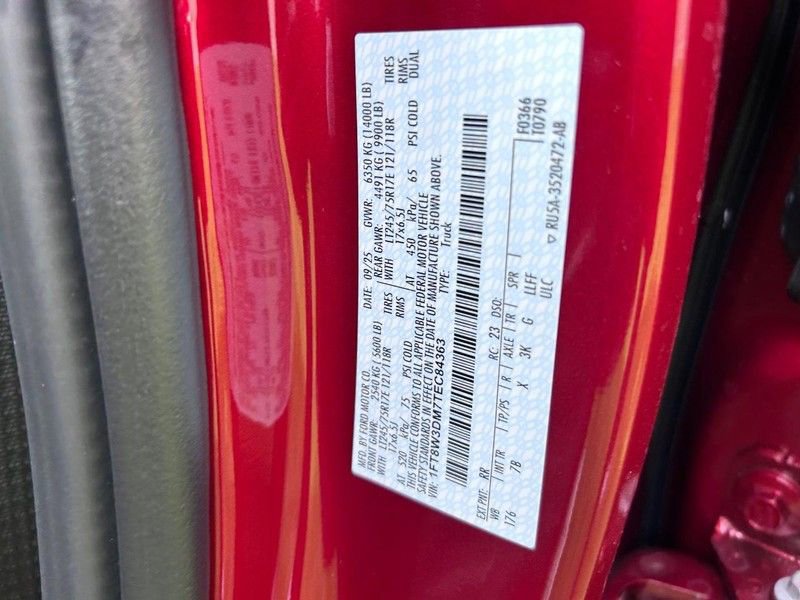 MFD. BY FORD MOTOR CO.
DATE: 09/25 GVWR: 6350 KG (14000 LB)
FRONT GAWR: 2540 KG (5600 LB) REAR GAWR: 4491 KG (9900 LB)
WITH LT245/75R17E 121/118R TIRES WITH LT245/75R17E 121/118R TIRES
17x6.5J RIMS 17x6.5J RIMS
AT 520 kPa/ 75 PSI COLD AT 450 kPa/ 65 PSI COLD DUAL
THIS VEHICLE CONFORMS TO ALL APPLICABLE FEDERAL MOTOR VEHICLE
SAFETY STANDARDS IN EFFECT ON THE DATE OF MANUFACTURE SHOWN ABOVE.
VIN: 1FT8W3DM7TEC84363 TYPE: Truck
EXT PNT: RR RC: 23 DSO: F0366
T0790
WB INT TR TP/PS R AXLE TR SPR
176 7B X 3K G LLFF
ULC
▽ RU5A-3520472-AB